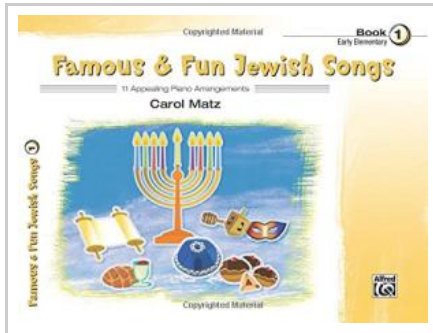 Copyrighted Material
Book 1
Early Elementary
Famous & Fun Jewish Songs
11 Appealing Piano Arrangements
Carol Matz
Famous & Fun Jewish Songs 1
Alfred
Copyrighted Material